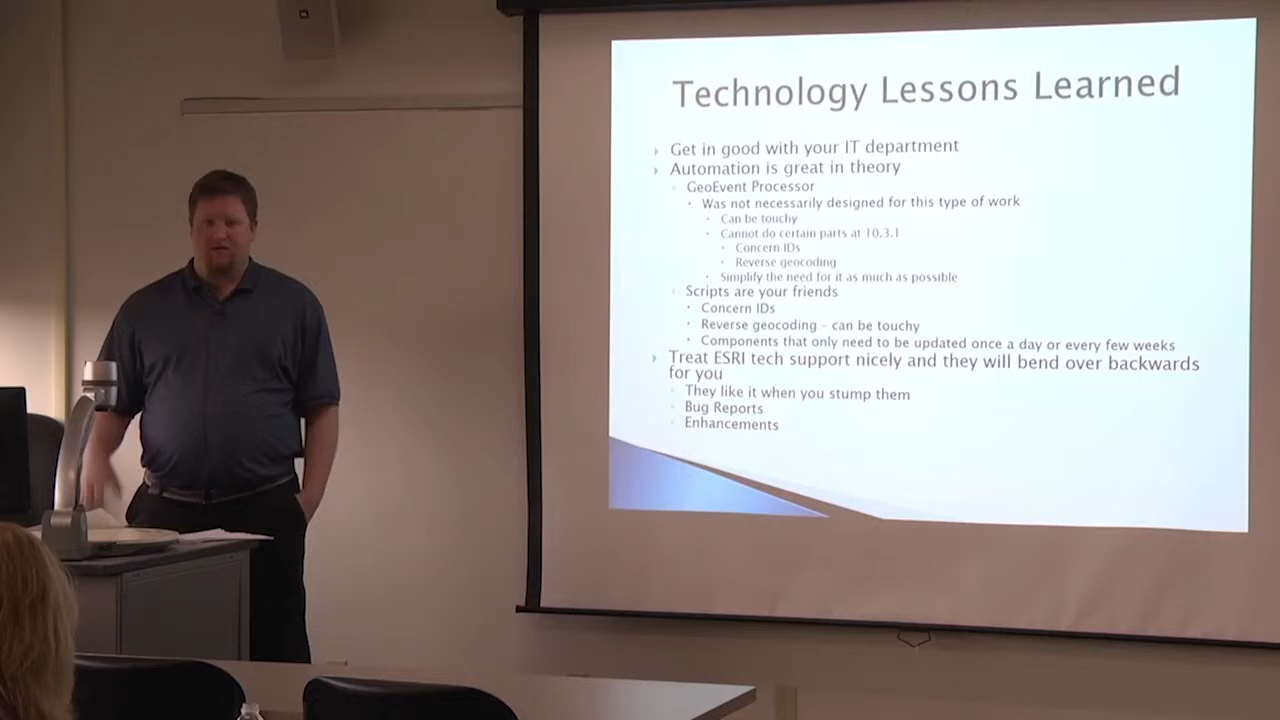 Technology Lessons Learned
Get in good with your IT department
Automation is great in theory
GeoEvent Processor
Was not necessarily designed for this type of work
Can be touchy
Cannot do certain parts at 10.3.1
Concern IDs
Reverse geocoding
Simplify the need for it as much as possible
Scripts are your friends
Concern IDs
Reverse geocoding – can be touchy
Components that only need to be updated once a day or every few weeks
Treat ESRI tech support nicely and they will bend over backwards
for you
They like it when you stump them
Bug Reports
Enhancements